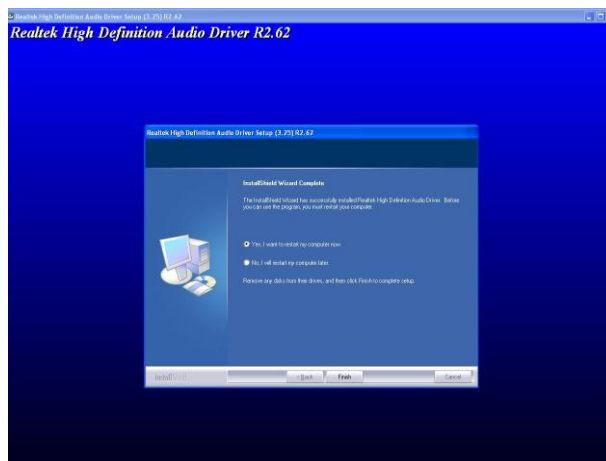 Realtek High Definition Audio Driver Setup (3.25) R2.62
Realtek High Definition Audio Driver R2.62
Realtek High Definition Audio Driver Setup (3.25) R2.62
InstallShield Wizard Complete
The InstallShield Wizard has successfully installed Realtek High Definition Audio Driver. Before
you can use the program, you must restart your computer.
Yes, I want to restart my computer now.
No, I will restart my computer later.
Remove any disks from their drives, and then click Finish to complete setup.
InstallShield
< Back Finish Cancel